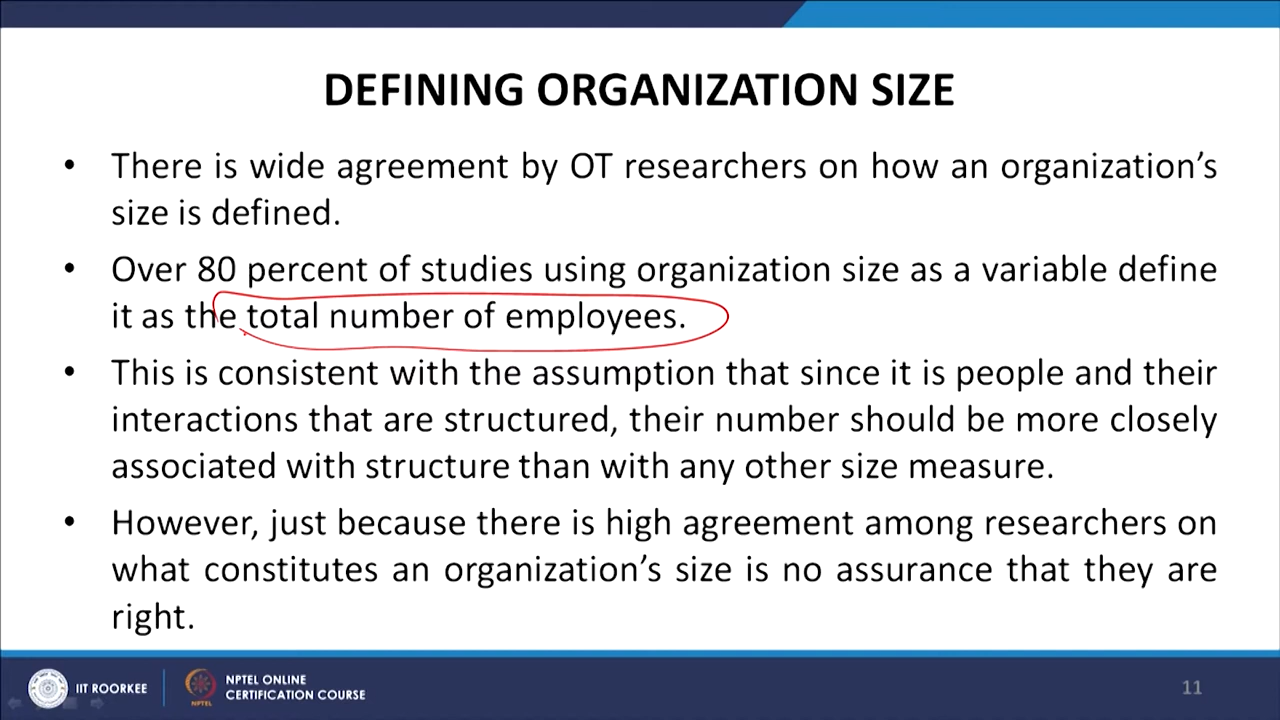 DEFINING ORGANIZATION SIZE
• There is wide agreement by OT researchers on how an organization's
size is defined.
• Over 80 percent of studies using organization size as a variable define
it as the total number of employees.
• This is consistent with the assumption that since it is people and their
interactions that are structured, their number should be more closely
associated with structure than with any other size measure.
• However, just because there is high agreement among researchers on
what constitutes an organization's size is no assurance that they are
right.
IIT ROORKEE
NPTEL
NPTEL ONLINE
CERTIFICATION COURSE
11